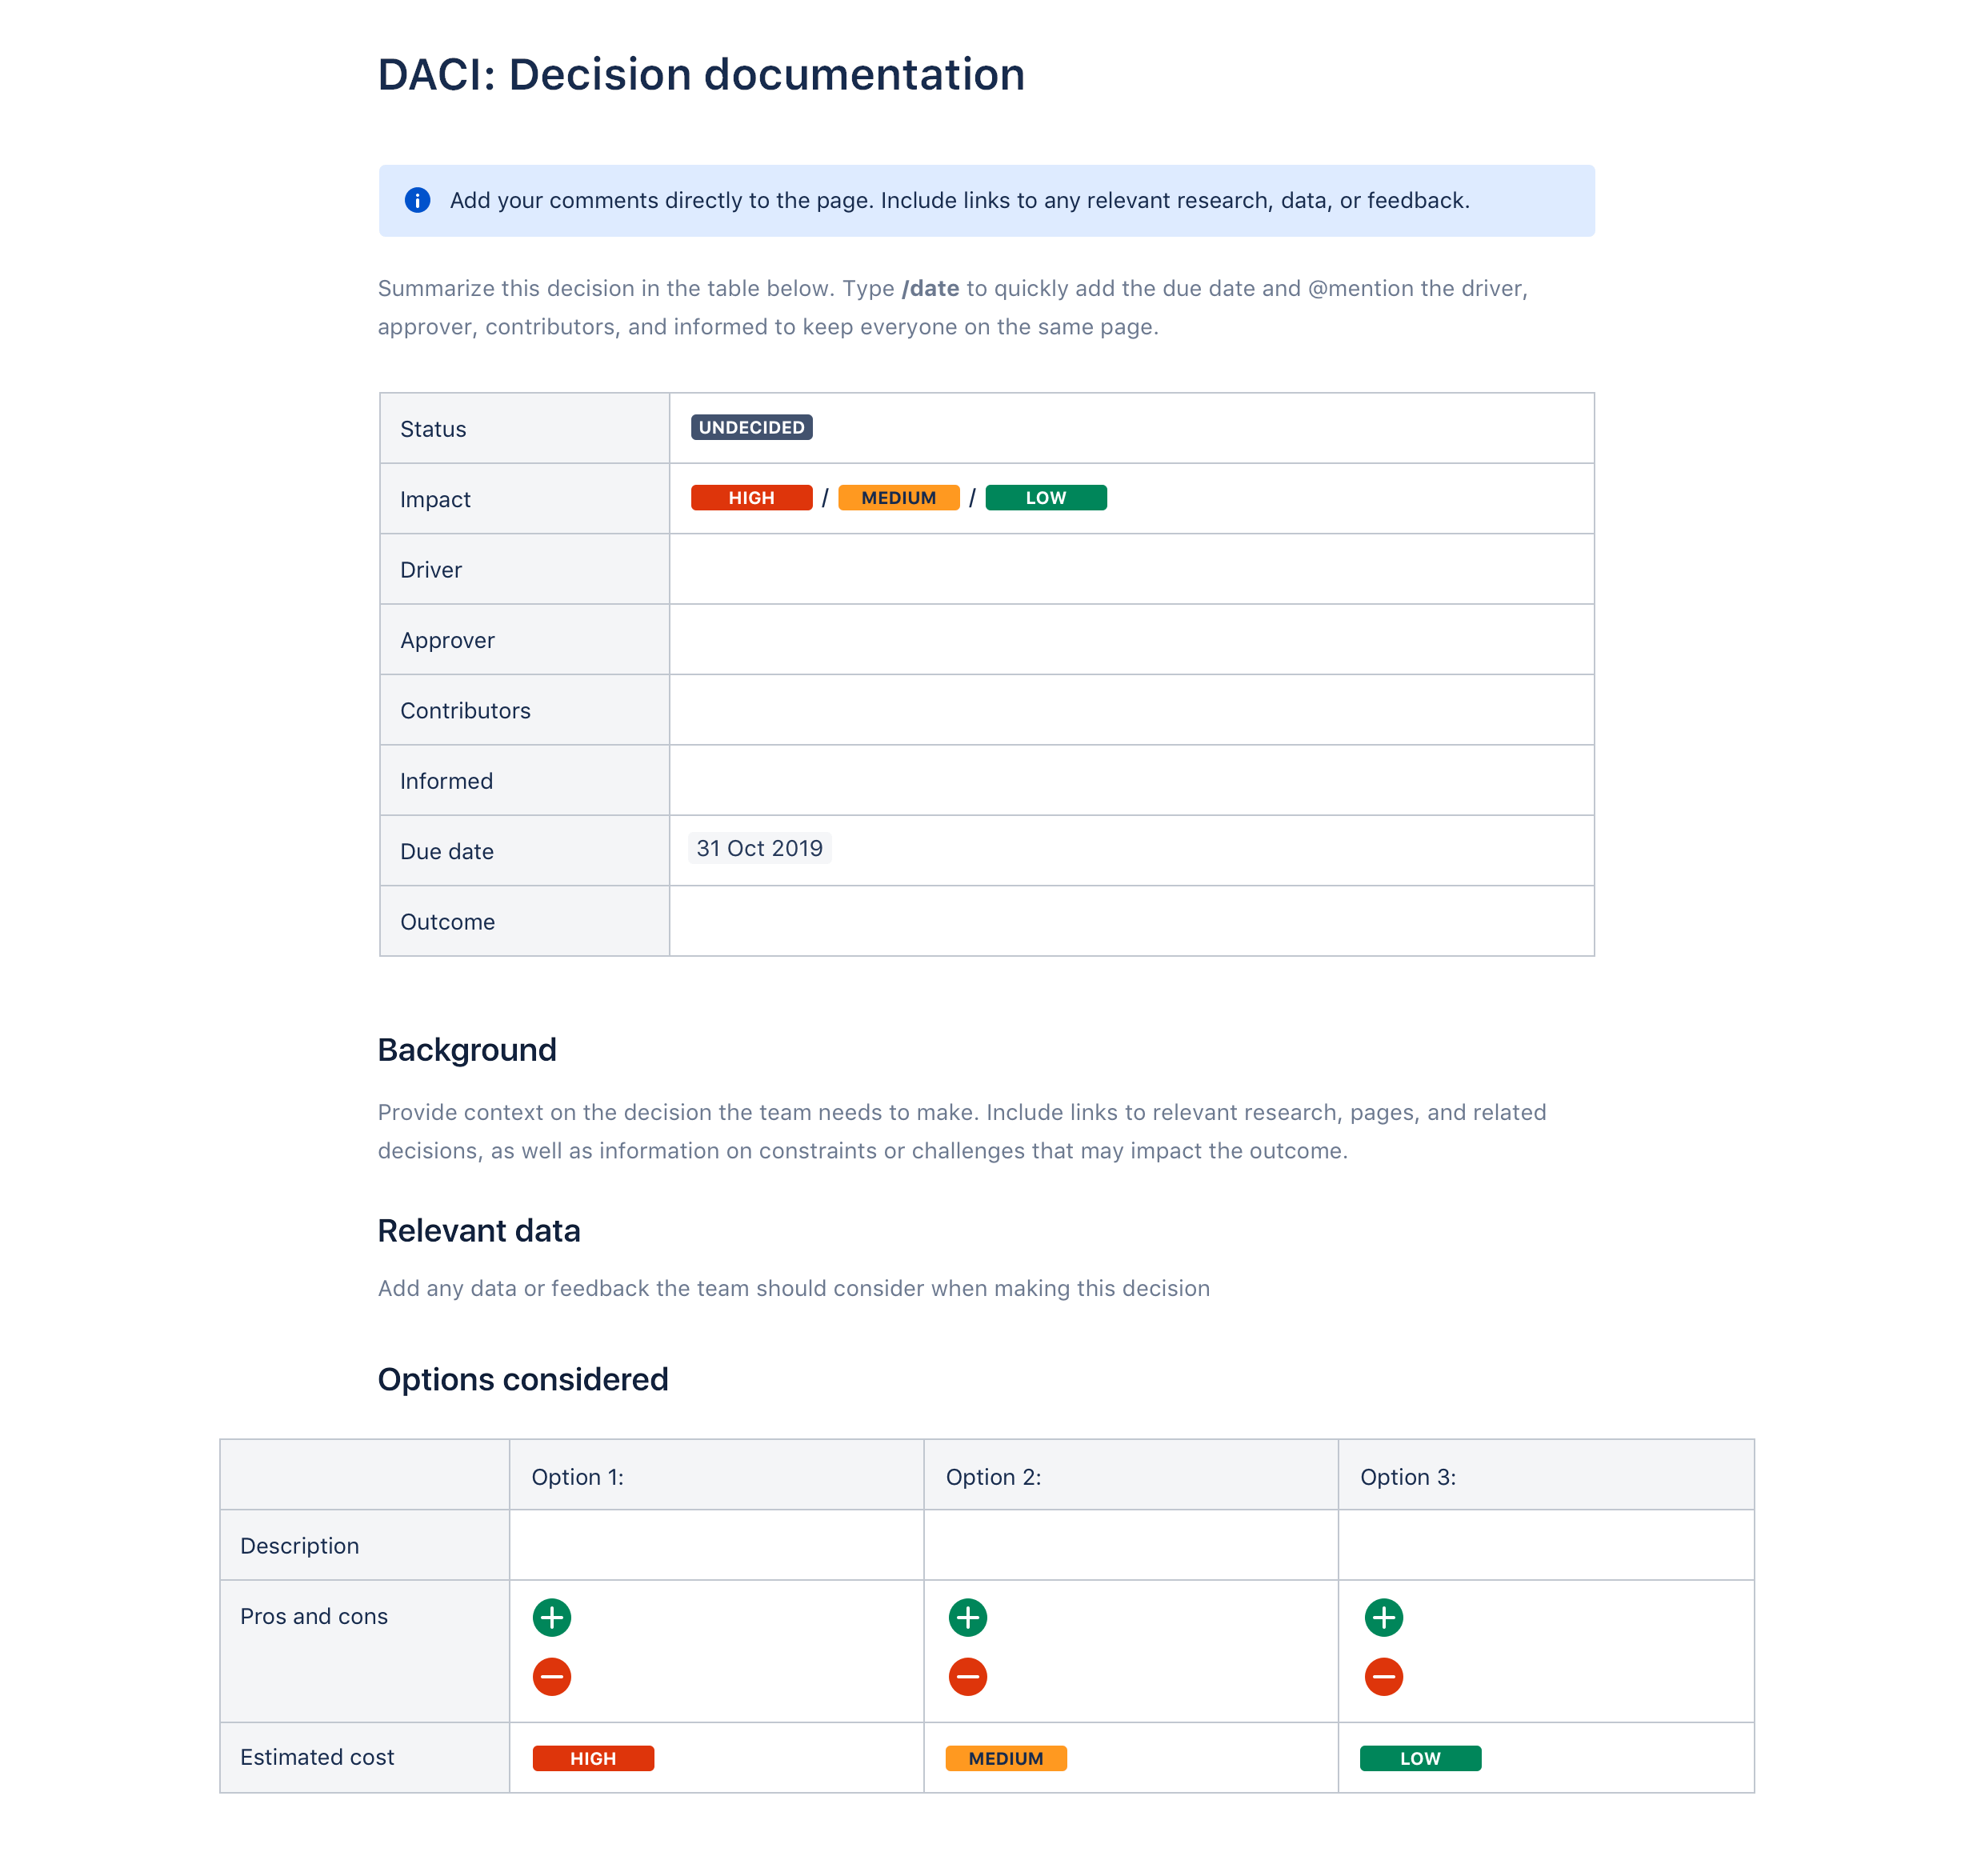 DACI: Decision documentation
Add your comments directly to the page. Include links to any relevant research, data, or feedback.
Summarize this decision in the table below. Type /date to quickly add the due date and @mention the driver,
approver, contributors, and informed to keep everyone on the same page.
Status UNDECIDED
Impact HIGH / MEDIUM / LOW
Driver
Approver
Contributors
Informed
Due date 31 Oct 2019
Outcome
Background
Provide context on the decision the team needs to make. Include links to relevant research, pages, and related
decisions, as well as information on constraints or challenges that may impact the outcome.
Relevant data
Add any data or feedback the team should consider when making this decision
Options considered
Option 1: Option 2: Option 3:
Description
Pros and cons
Estimated cost HIGH MEDIUM LOW